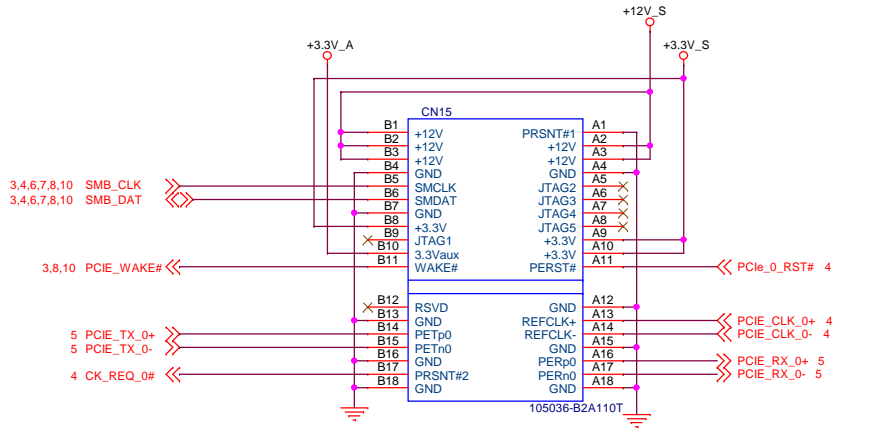 +12V_S
+3.3V_A +3.3V_S
CN15
B1 +12V PRSNT#1 A1
B2 +12V +12V A2
B3 +12V +12V A3
B4 GND GND A4
3,4,6,7,8,10 SMB_CLK B5 SMCLK JTAG2 A5
3,4,6,7,8,10 SMB_DAT B6 SMDAT JTAG3 A6
B7 GND JTAG4 A7
B8 +3.3V JTAG5 A8
B9 JTAG1 +3.3V A9
B10 3.3Vaux +3.3V A10
3,8,10 PCIE_WAKE# B11 WAKE# PERST# A11 PCIe_0_RST# 4
B12 RSVD GND A12
B13 GND REFCLK+ A13 PCIE_CLK_0+ 4
5 PCIE_TX_0+ B14 PETp0 REFCLK- A14 PCIE_CLK_0- 4
5 PCIE_TX_0- B15 PETn0 GND A15
B16 GND PERp0 A16 PCIE_RX_0+ 5
4 CK_REQ_0# B17 PRSNT#2 PERn0 A17 PCIE_RX_0- 5
B18 GND GND A18
105036-B2A110T